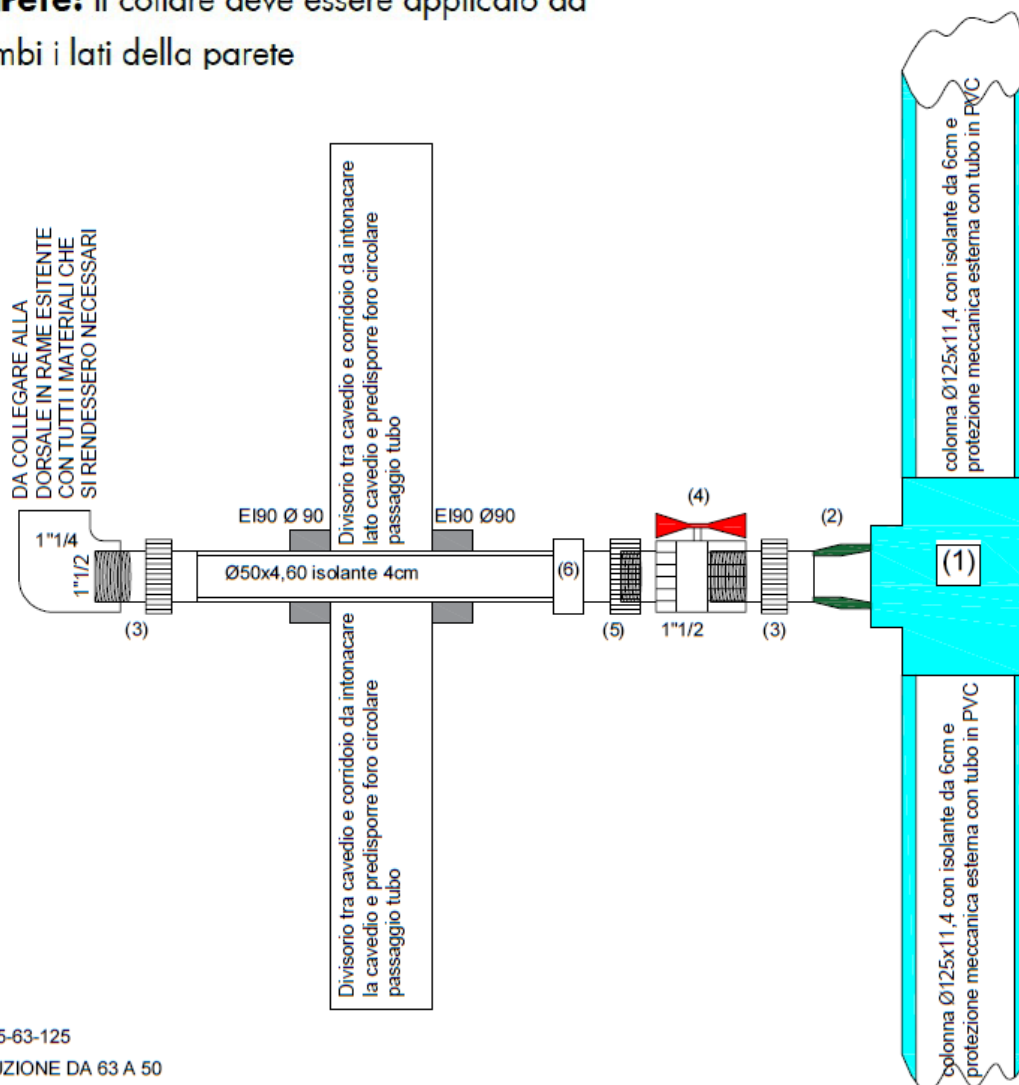 rete: Il collare deve essere applicato ad
mbi i lati della parete
DA COLLEGARE ALLA
DORSALE IN RAME ESITENTE
CON TUTTI I MATERIALI CHE
SI RENDESSERO NECESSARI
1"1/4
1"1/2
(3)
EI90 Ø 90
EI90 Ø90
Divisorio tra cavedio e corridoio da intonacare
lato cavedio e predisporre foro circolare
passaggio tubo
Ø50x4,60 isolante 4cm
Divisorio tra cavedio e corridoio da intonacare
la cavedio e predisporre foro circolare
passaggio tubo
(6)
(5)
(4)
1"1/2
(3)
(2)
(1)
colonna Ø125x11,4 con isolante da 6cm e
protezione meccanica esterna con tubo in PVC
colonna Ø125x11,4 con isolante da 6cm e
protezione meccanica esterna con tubo in PVC
5-63-125
UZIONE DA 63 A 50